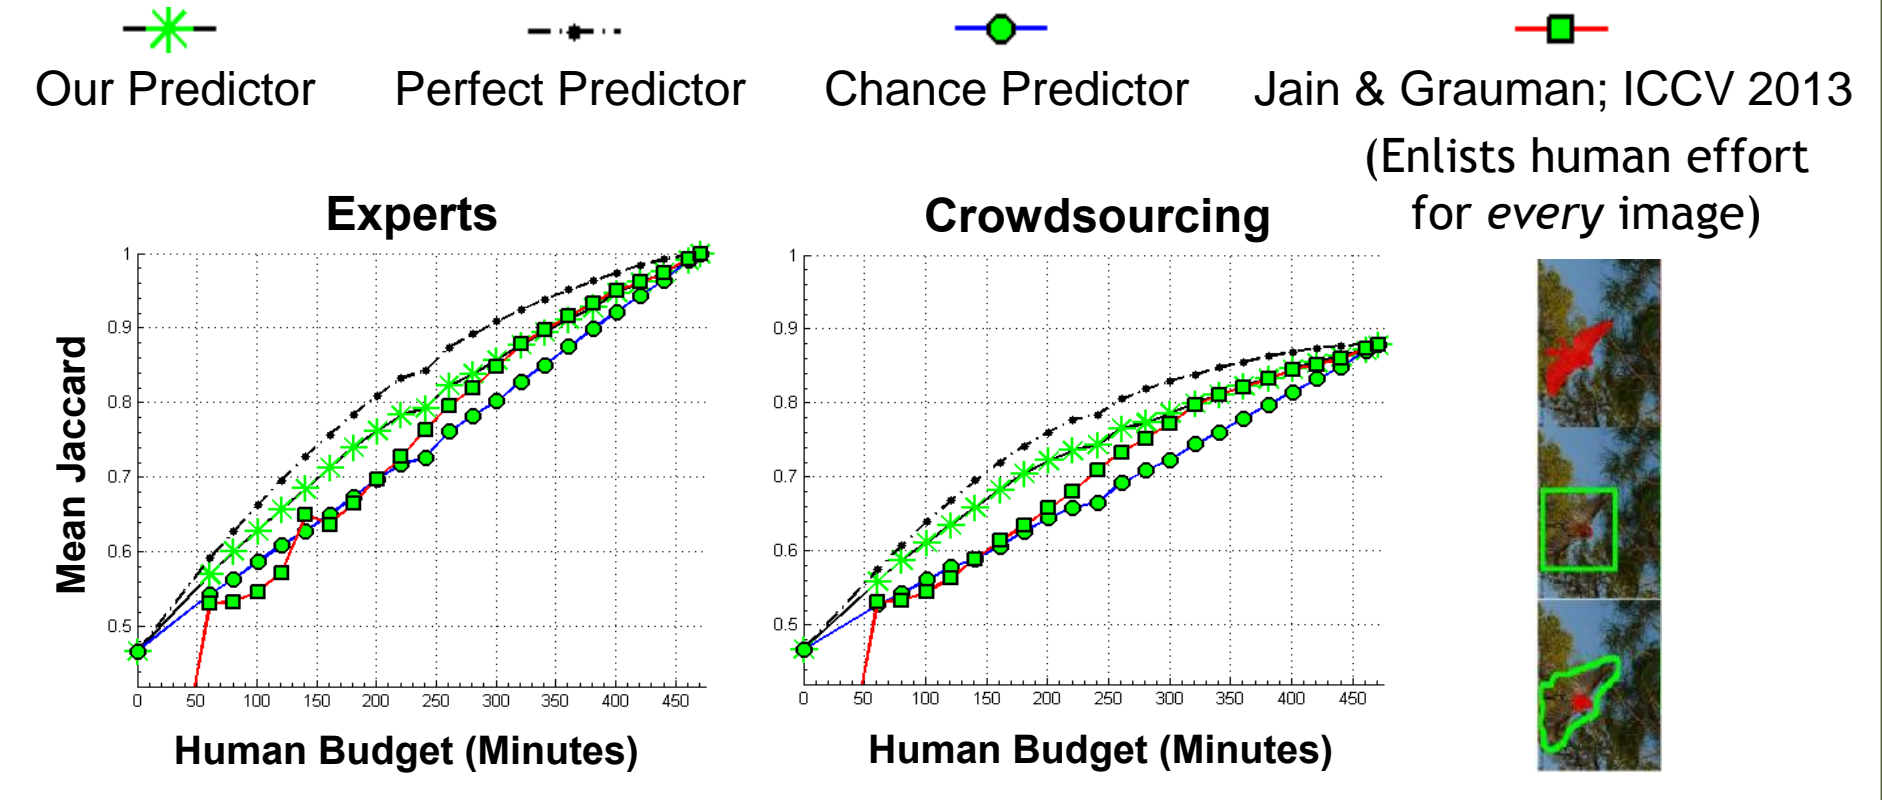 Our Predictor
Perfect Predictor
Chance Predictor
Jain & Grauman; ICCV 2013
(Enlists human effort
for every image)
Experts
1
0.9
0.8
0.7
0.6
0.5
0 50 100 150 200 250 300 350 400 450
Mean Jaccard
Human Budget (Minutes)
Crowdsourcing
1
0.9
0.8
0.7
0.6
0.5
0 50 100 150 200 250 300 350 400 450
Human Budget (Minutes)